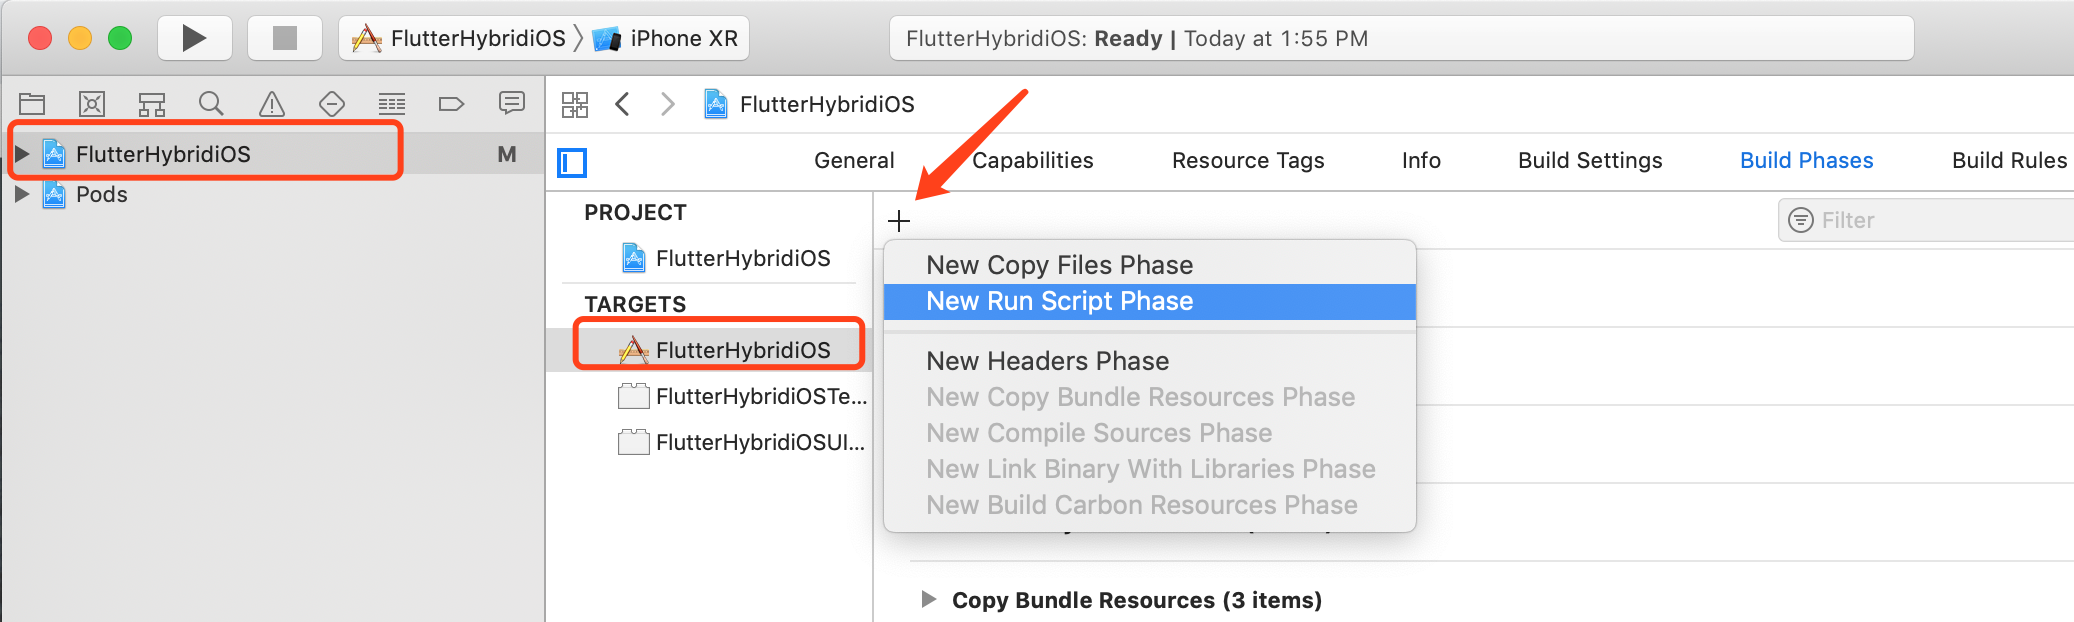 FlutterHybridiOS iPhone XR
FlutterHybridiOS: Ready | Today at 1:55 PM
FlutterHybridiOS
FlutterHybridiOS M
Pods
General Capabilities Resource Tags Info Build Settings Build Phases Build Rules
PROJECT
FlutterHybridiOS
TARGETS
FlutterHybridiOS
FlutterHybridiOSTe...
FlutterHybridiOSUI...
Filter
New Copy Files Phase
New Run Script Phase
New Headers Phase
New Copy Bundle Resources Phase
New Compile Sources Phase
New Link Binary With Libraries Phase
New Build Carbon Resources Phase
Copy Bundle Resources (3 items)